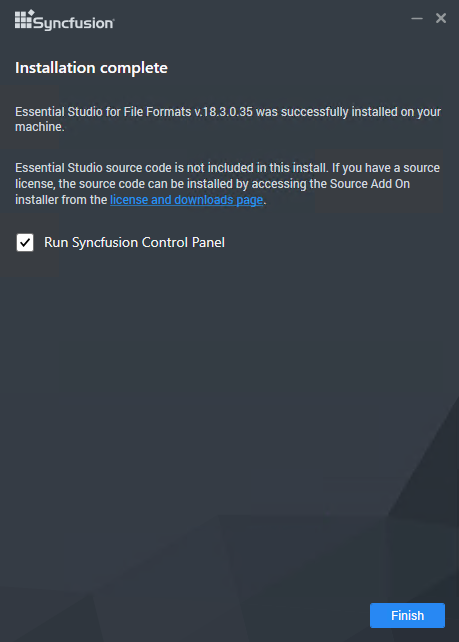 Syncfusion
Installation complete
Essential Studio for File Formats v.18.3.0.35 was successfully installed on your
machine.
Essential Studio source code is not included in this install. If you have a source
license, the source code can be installed by accessing the Source Add On
installer from the license and downloads page.
Run Syncfusion Control Panel
Finish